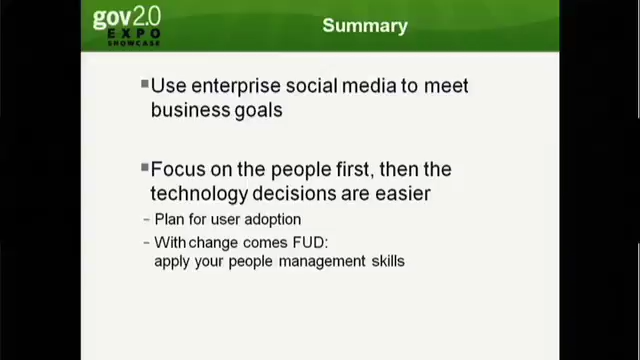 gov 2.0
EXPO
SHOWCASE
Summary
Use enterprise social media to meet
business goals
Focus on the people first, then the
technology decisions are easier
– Plan for user adoption
– With change comes FUD:
apply your people management skills